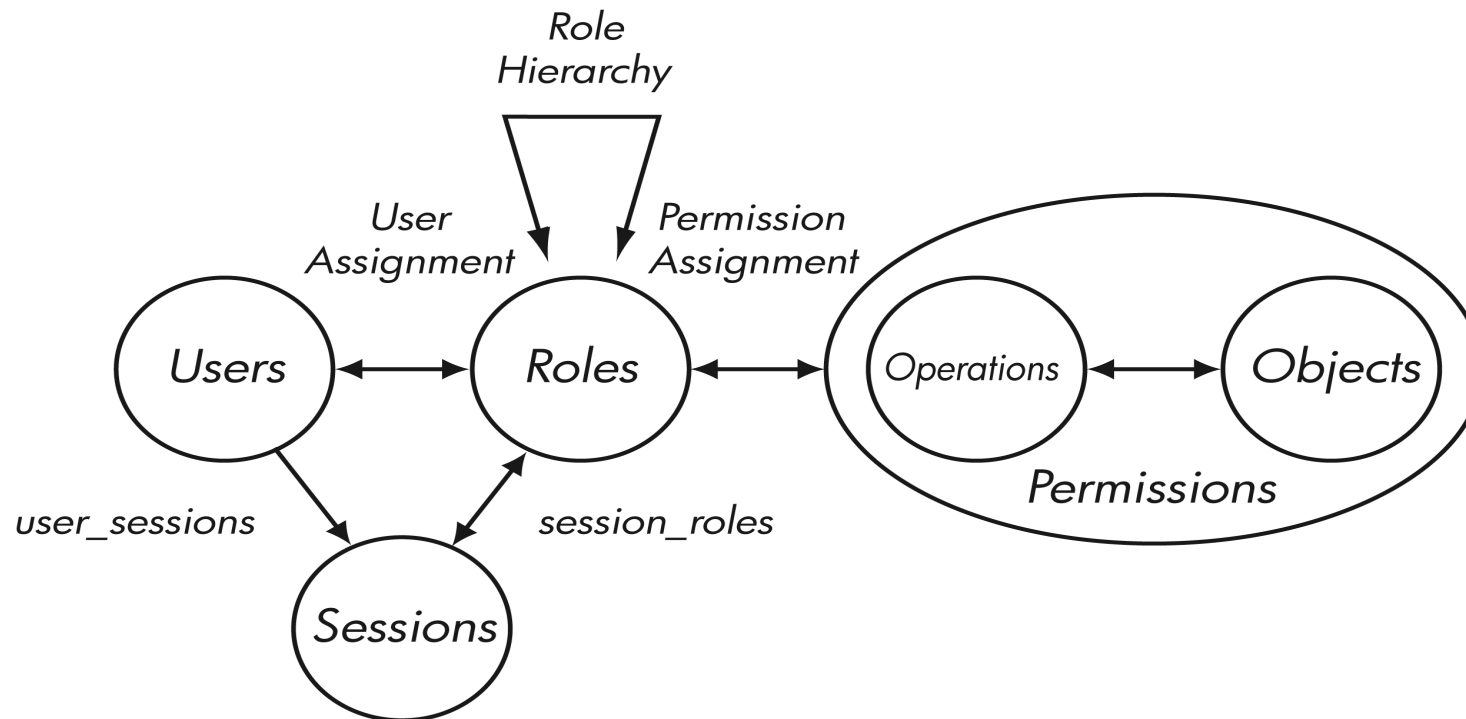 Role
Hierarchy
User
Assignment
Permission
Assignment
Users
Roles
Operations
Objects
Permissions
user_sessions
session_roles
Sessions